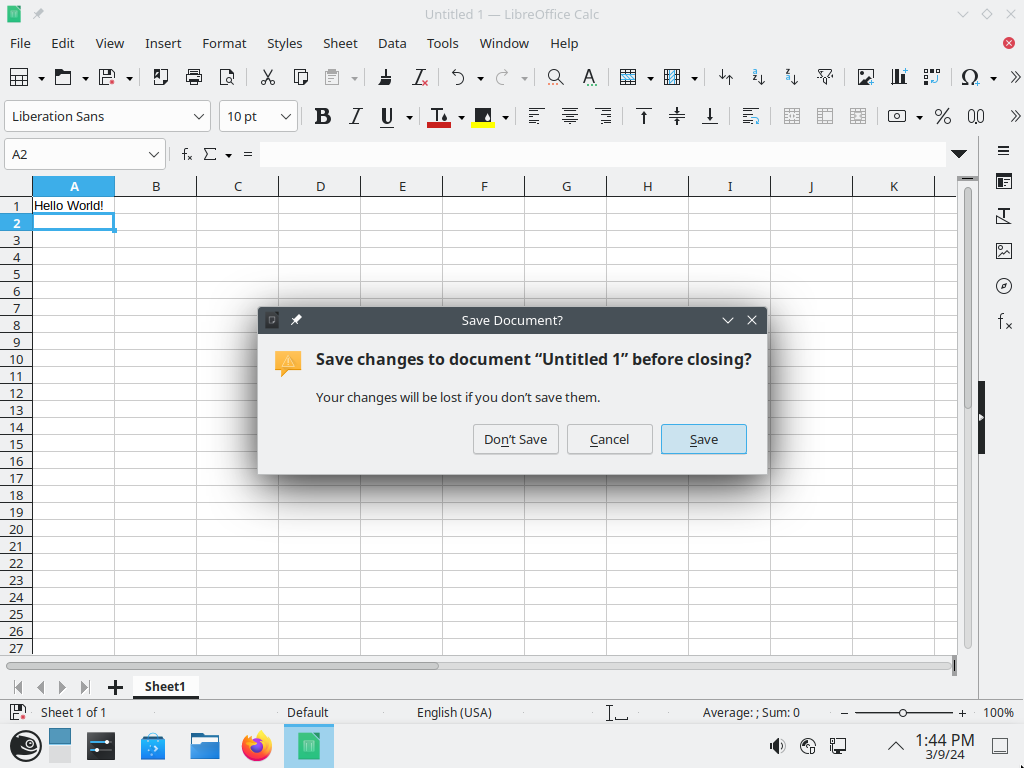 Untitled 1 — LibreOffice Calc
File Edit View Insert Format Styles Sheet Data Tools Window Help
Liberation Sans 10 pt
A2
A B C D E F G H I J K
1 Hello World!
2
3
4
5
6
7
8
9
10
11
12
13
14
15
16
17
18
19
20
21
22
23
24
25
26
27
Save Document?
Save changes to document “Untitled 1” before closing?
Your changes will be lost if you don’t save them.
Don’t Save Cancel Save
Sheet1
Sheet 1 of 1 Default English (USA) Average: ; Sum: 0 100%
1:44 PM
3/9/24